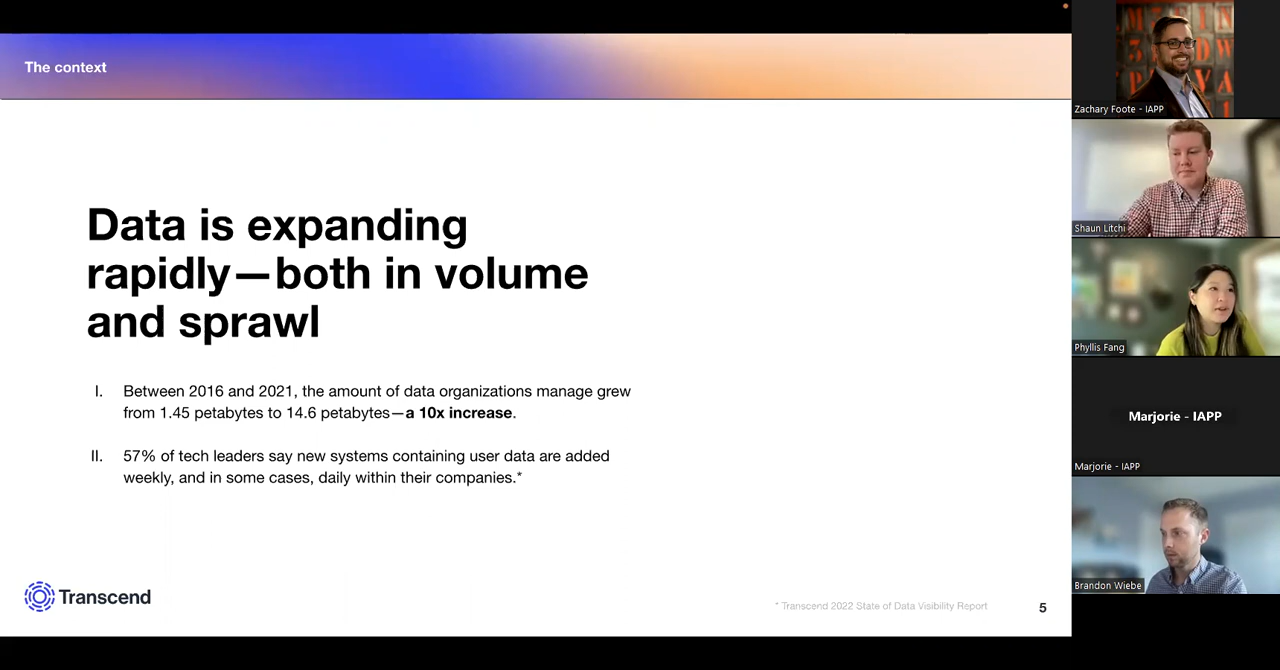 The context
Data is expanding
rapidly—both in volume
and sprawl
I. Between 2016 and 2021, the amount of data organizations manage grew
from 1.45 petabytes to 14.6 petabytes—a 10x increase.
II. 57% of tech leaders say new systems containing user data are added
weekly, and in some cases, daily within their companies.*
Transcend
* Transcend 2022 State of Data Visibility Report
5
Zachary Foote - IAPP
Shaun Litchi
Phyllis Fang
Marjorie - IAPP
Marjorie - IAPP
Brandon Wiebe